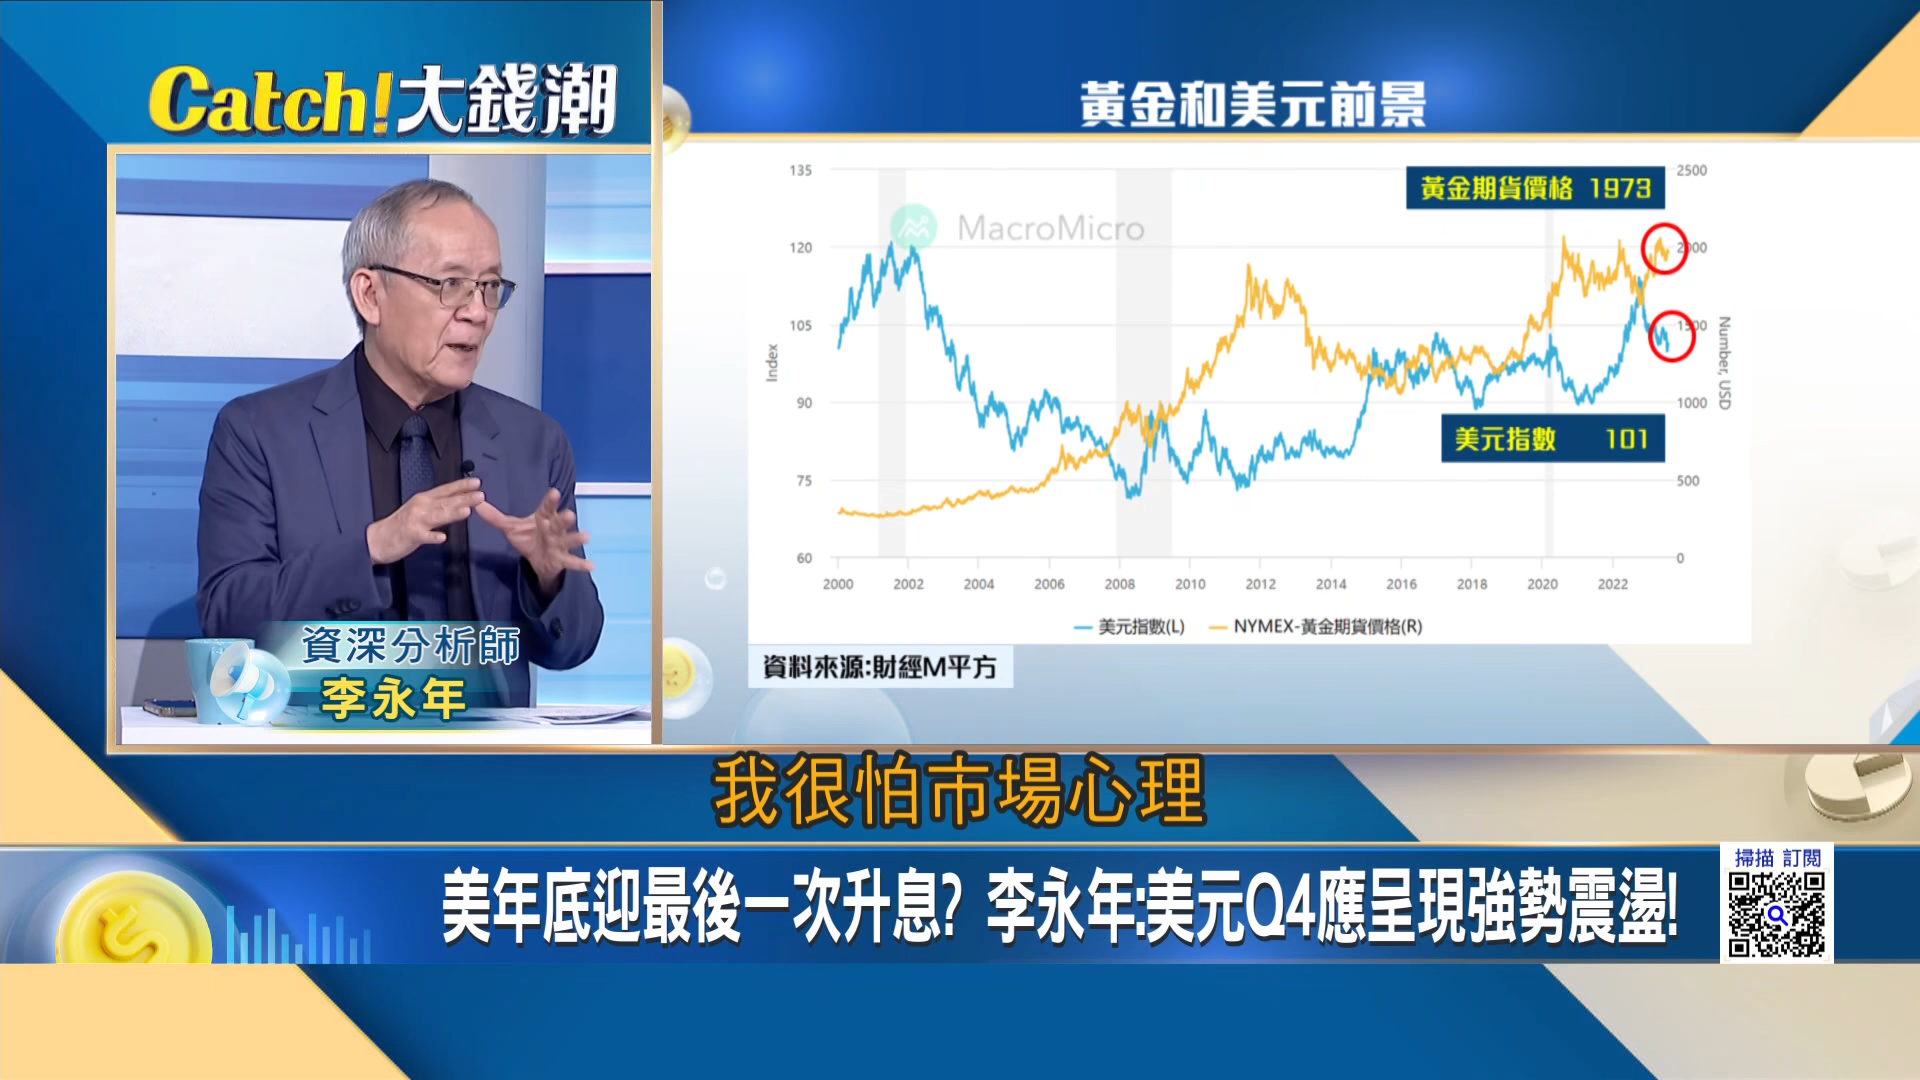 Catch!大錢潮
黃金和美元前景
135
120
105
90
75
60
Index
MacroMicro
黃金期貨價格 1973
美元指數 101
2500
2000
1500
1000
500
0
Number, USD
2000 2002 2004 2006 2008 2010 2012 2014 2016 2018 2020 2022
美元指數(L) NYMEX-黃金期貨價格(R)
資料來源:財經M平方
資深分析師
李永年
我很怕市場心理
美年底迎最後一次升息? 李永年:美元Q4應呈現強勢震盪!
掃描 訂閱